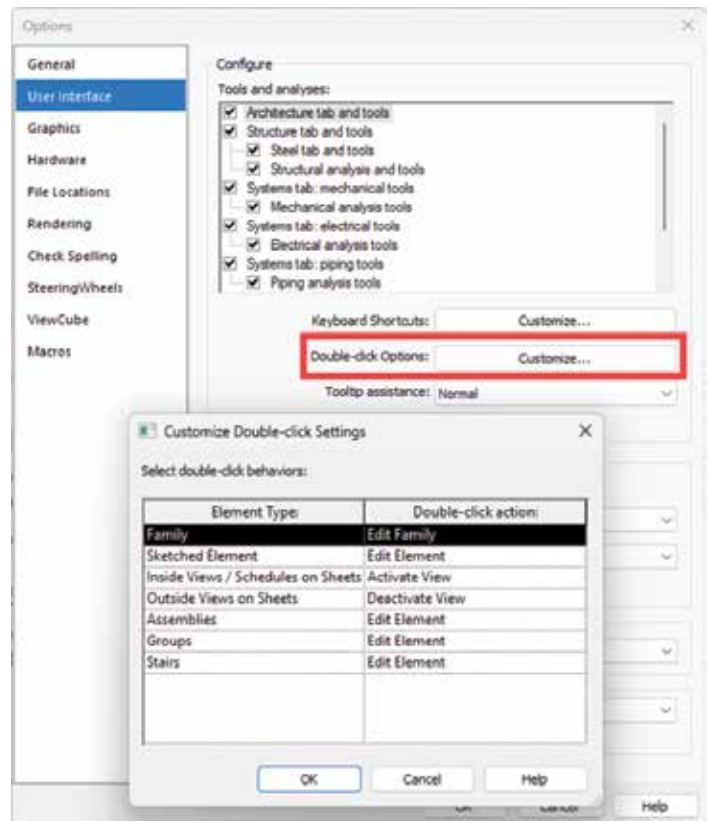 Options
General
User Interface
Graphics
Hardware
File Locations
Rendering
Check Spelling
SteeringWheels
ViewCube
Macros
Configure
Tools and analyses:
Architecture tab and tools
Structure tab and tools
Steel tab and tools
Structural analysis and tools
Systems tab: mechanical tools
Mechanical analysis tools
Systems tab: electrical tools
Electrical analysis tools
Systems tab: piping tools
Piping analysis tools
Keyboard Shortcuts: Customize...
Double-click Options: Customize...
Tooltip assistance: Normal
Customize Double-click Settings
Select double-click behaviors:
Element Type: Double-click action:
Family Edit Family
Sketched Element Edit Element
Inside Views / Schedules on Sheets Activate View
Outside Views on Sheets Deactivate View
Assemblies Edit Element
Groups Edit Element
Stairs Edit Element
OK Cancel Help
Help